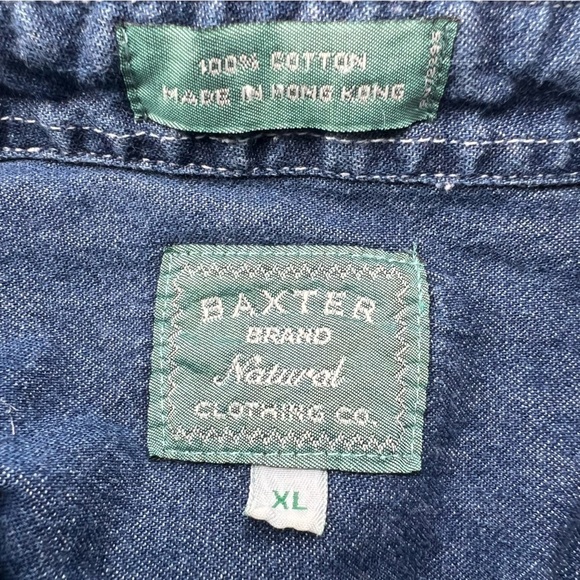 100% COTTON
MADE IN HONG KONG
BAXTER
BRAND
Natural
CLOTHING CO.
XL